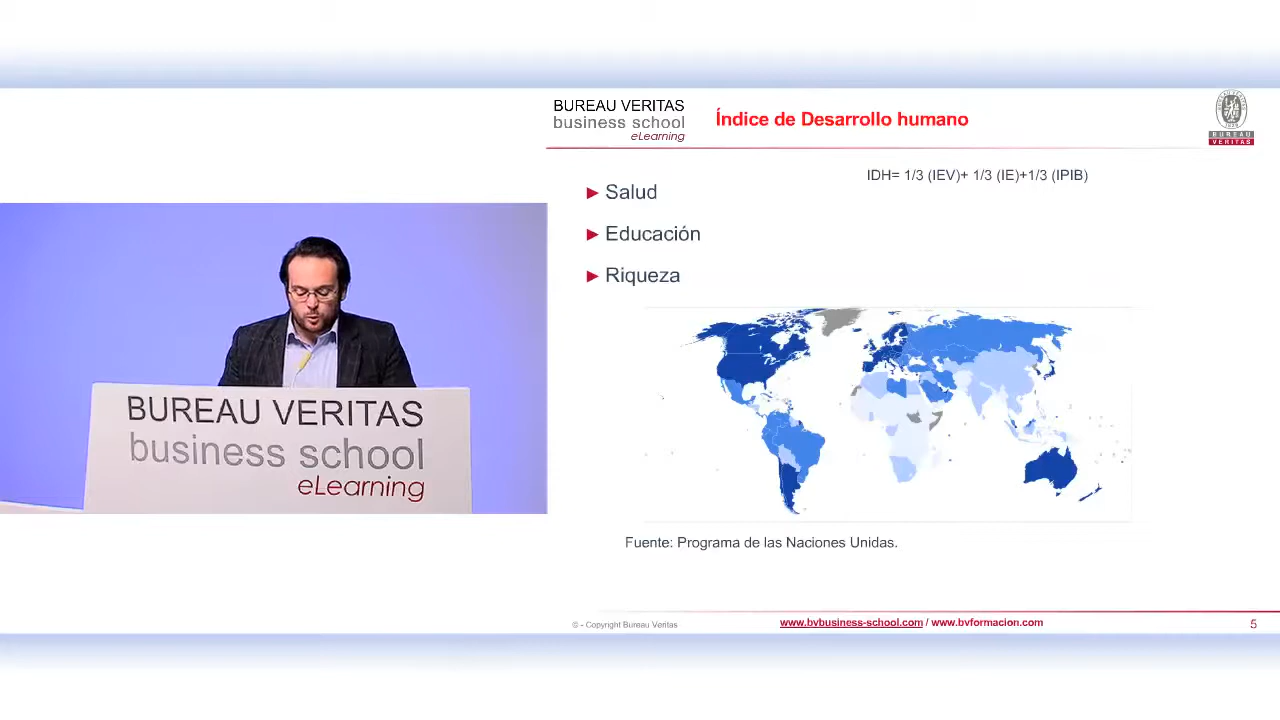 BUREAU VERITAS
business school
eLearning
Índice de Desarrollo humano
BUREAU
VERITAS
IDH= 1/3 (IEV)+ 1/3 (IE)+1/3 (IPIB)
Salud
Educación
Riqueza
BUREAU VERITAS
business school
eLearning
Fuente: Programa de las Naciones Unidas.
© - Copyright Bureau Veritas
www.bvbusiness-school.com / www.bvformacion.com
5